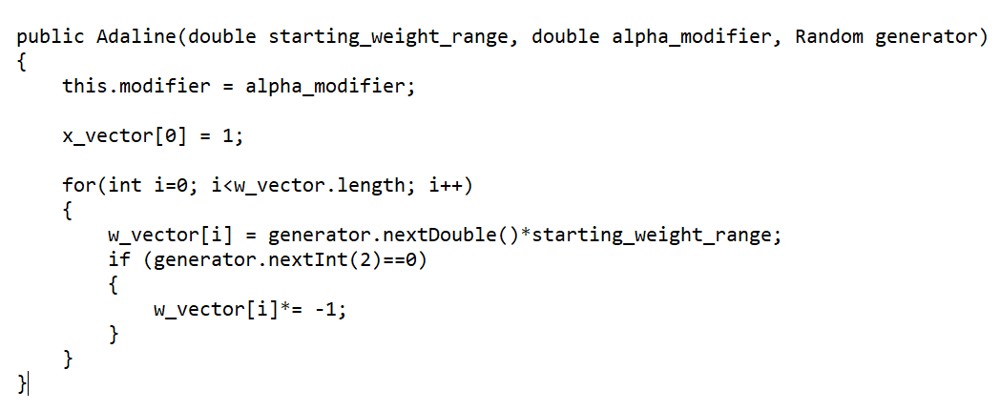 public Adaline(double starting_weight_range, double alpha_modifier, Random generator)
{
    this.modifier = alpha_modifier;

    x_vector[0] = 1;

    for(int i=0; i<w_vector.length; i++)
    {
        w_vector[i] = generator.nextDouble()*starting_weight_range;
        if (generator.nextInt(2)==0)
        {
            w_vector[i]*= -1;
        }
    }
}